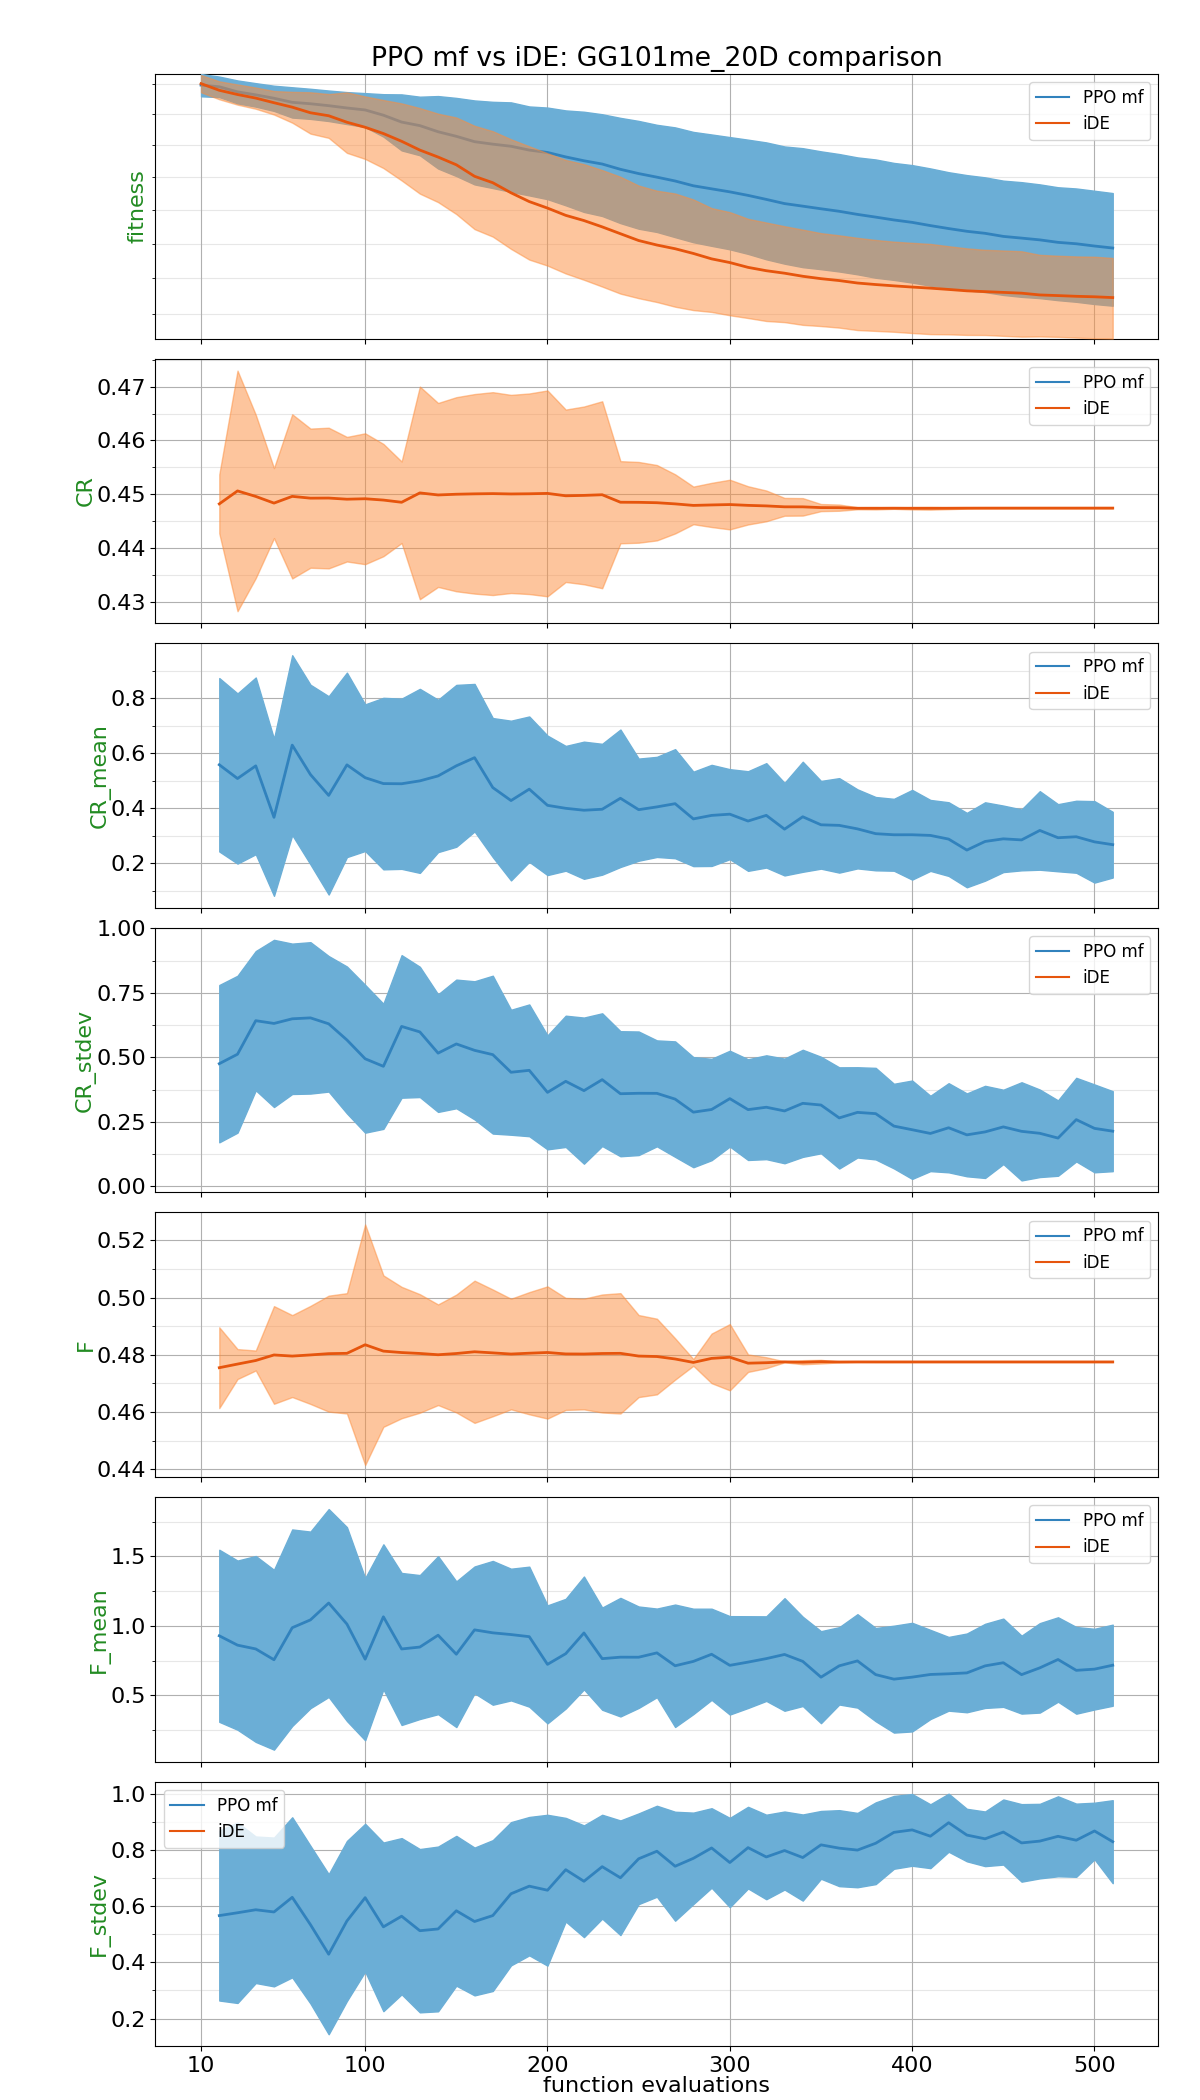 PPO mf vs iDE: GG101me_20D comparison
fitness
PPO mf
iDE
CR
0.47
0.46
0.45
0.44
0.43
PPO mf
iDE
CR_mean
0.8
0.6
0.4
0.2
PPO mf
iDE
CR_stdev
1.00
0.75
0.50
0.25
0.00
PPO mf
iDE
F
0.52
0.50
0.48
0.46
0.44
PPO mf
iDE
F_mean
1.5
1.0
0.5
PPO mf
iDE
F_stdev
1.0
0.8
0.6
0.4
0.2
PPO mf
iDE
10 100 200 300 400 500
function evaluations